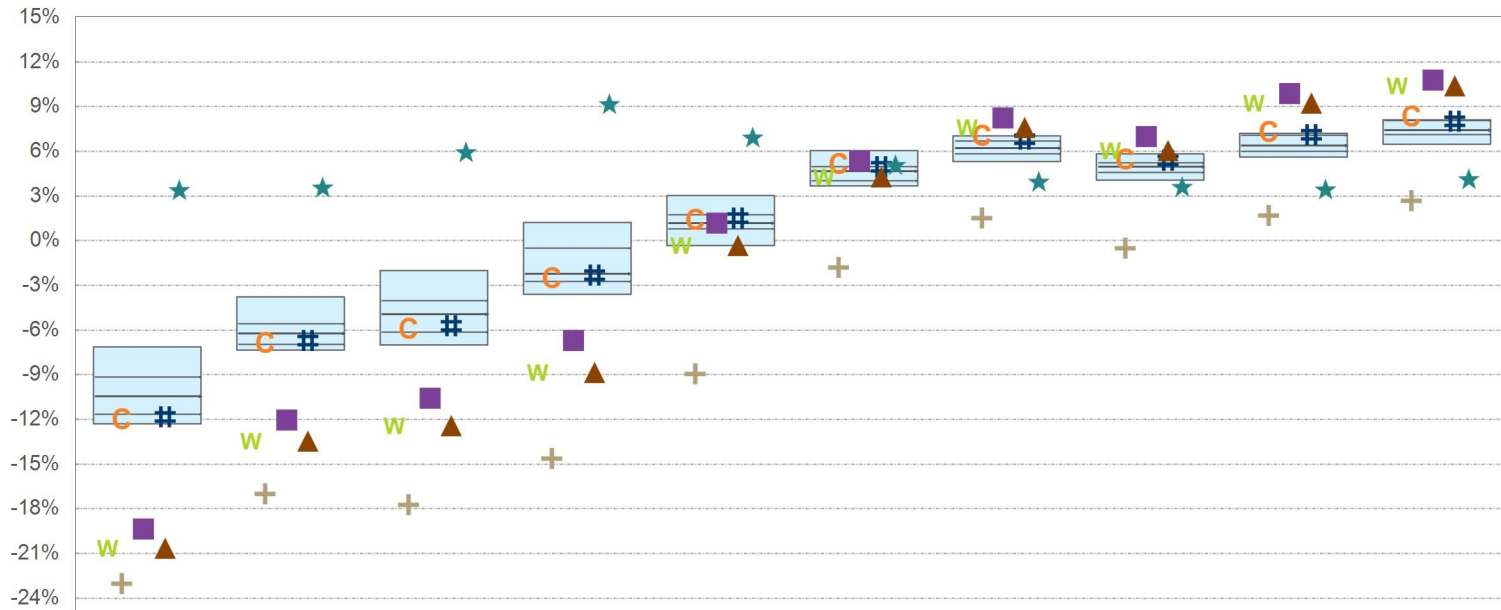 15%
12%
9%
6%
3%
0%
-3%
-6%
-9%
-12%
-15%
-18%
-21%
-24%
W C #
W C #
W C #
W C #
W C #
W C #
W C #
W C #
W C #
W C #